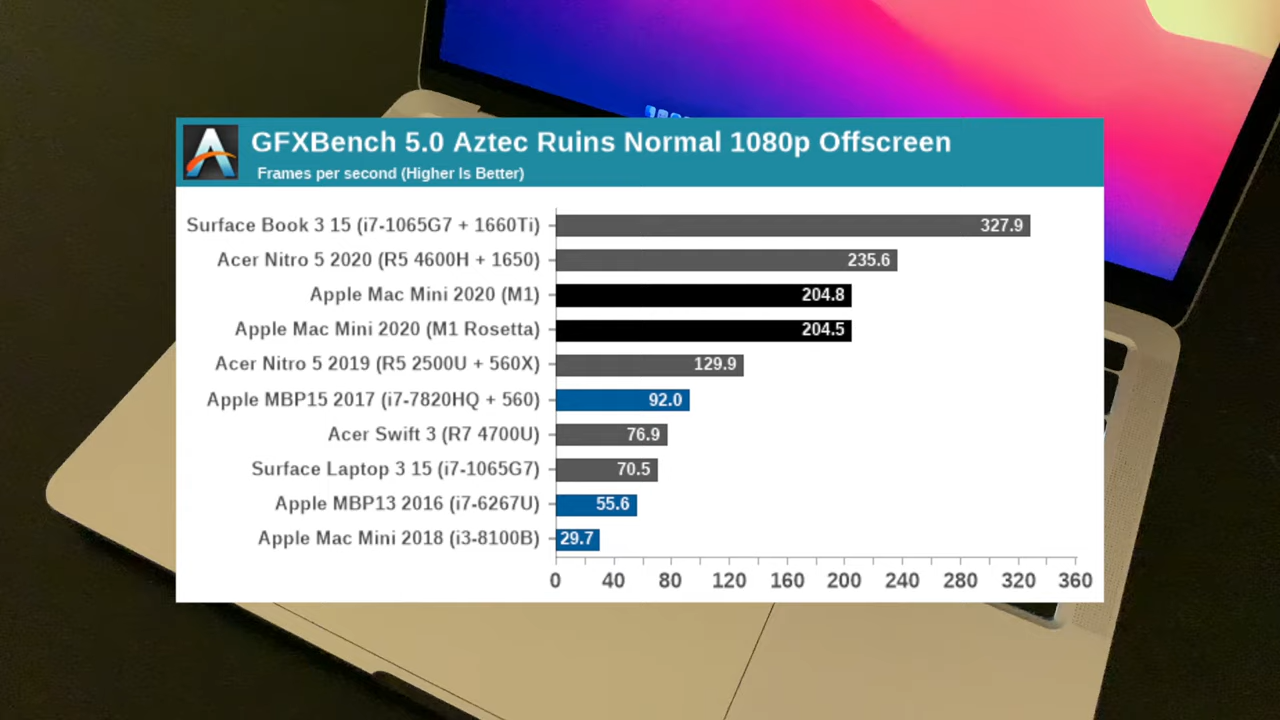 GFXBench 5.0 Aztec Ruins Normal 1080p Offscreen
Frames per second (Higher Is Better)
Surface Book 3 15 (i7-1065G7 + 1660Ti) 327.9
Acer Nitro 5 2020 (R5 4600H + 1650) 235.6
Apple Mac Mini 2020 (M1) 204.8
Apple Mac Mini 2020 (M1 Rosetta) 204.5
Acer Nitro 5 2019 (R5 2500U + 560X) 129.9
Apple MBP15 2017 (i7-7820HQ + 560) 92.0
Acer Swift 3 (R7 4700U) 76.9
Surface Laptop 3 15 (i7-1065G7) 70.5
Apple MBP13 2016 (i7-6267U) 55.6
Apple Mac Mini 2018 (i3-8100B) 29.7
0 40 80 120 160 200 240 280 320 360